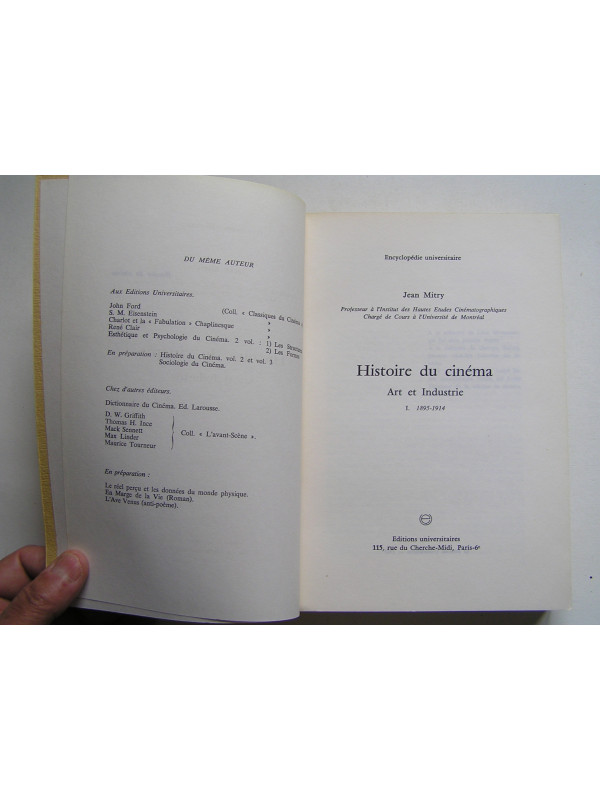 DU MÊME AUTEUR
Aux Editions Universitaires.
John Ford
S. M. Eisenstein (Coll. « Classiques du Cinéma »
Charlot et la « Fabulation » Chaplinesque »
René Clair »
Esthétique et Psychologie du Cinéma. 2 vol. : 1) Les
2) Les Formes
En préparation : Histoire du Cinéma. vol. 2 et vol. 3
Sociologie du Cinéma.
Chez d'autres éditeurs.
Dictionnaire du Cinéma. Ed. Larousse.
D. W. Griffith
Thomas H. Ince
Mack Sennett
Max Linder
Maurice Tourneur
Coll. « L'avant-Scène ».
En préparation :
Le réel perçu et les données du monde physique.
En Marge de la Vie (Roman).
L'Ave Venus (anti-poème).
Encyclopédie universitaire
Jean Mitry
Professeur à l'Institut des Hautes Etudes Cinématographiques
Chargé de Cours à l'Université de Montréal
Histoire du cinéma
Art et Industrie
I. 1895-1914
Editions universitaires
115, rue du Cherche-Midi, Paris-6e